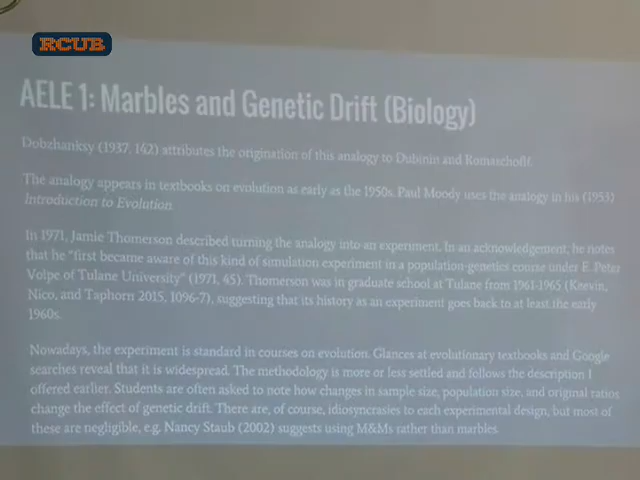 RCUB
AELE 1: Marbles and Genetic Drift (Biology)
Dobzhanksy (1937, 162) attributes the origination of this analogy to Dubinin and Romaschoff.
The analogy appears in textbooks on evolution as early as the 1950s. Paul Moody uses the analogy in his (1953)
Introduction to Evolution.
In 1971, Jamie Thomerson described turning the analogy into an experiment. In an acknowledgement, he notes
that he "first became aware of this kind of simulation experiment in a population-genetics course under E. Peter
Volpe of Tulane University" (1971, 45). Thomerson was in graduate school at Tulane from 1961-1965 (Keevin,
Nico, and Taphorn 2015, 1096-7), suggesting that its history as an experiment goes back to at least the early
1960s.
Nowadays, the experiment is standard in courses on evolution. Glances at evolutionary textbooks and Google
searches reveal that it is widespread. The methodology is more or less settled and follows the description I
offered earlier. Students are often asked to note how changes in sample size, population size, and original ratios
change the effect of genetic drift. There are, of course, idiosyncrasies to each experimental design, but most of
these are negligible, e.g. Nancy Staub (2002) suggests using M&Ms rather than marbles.